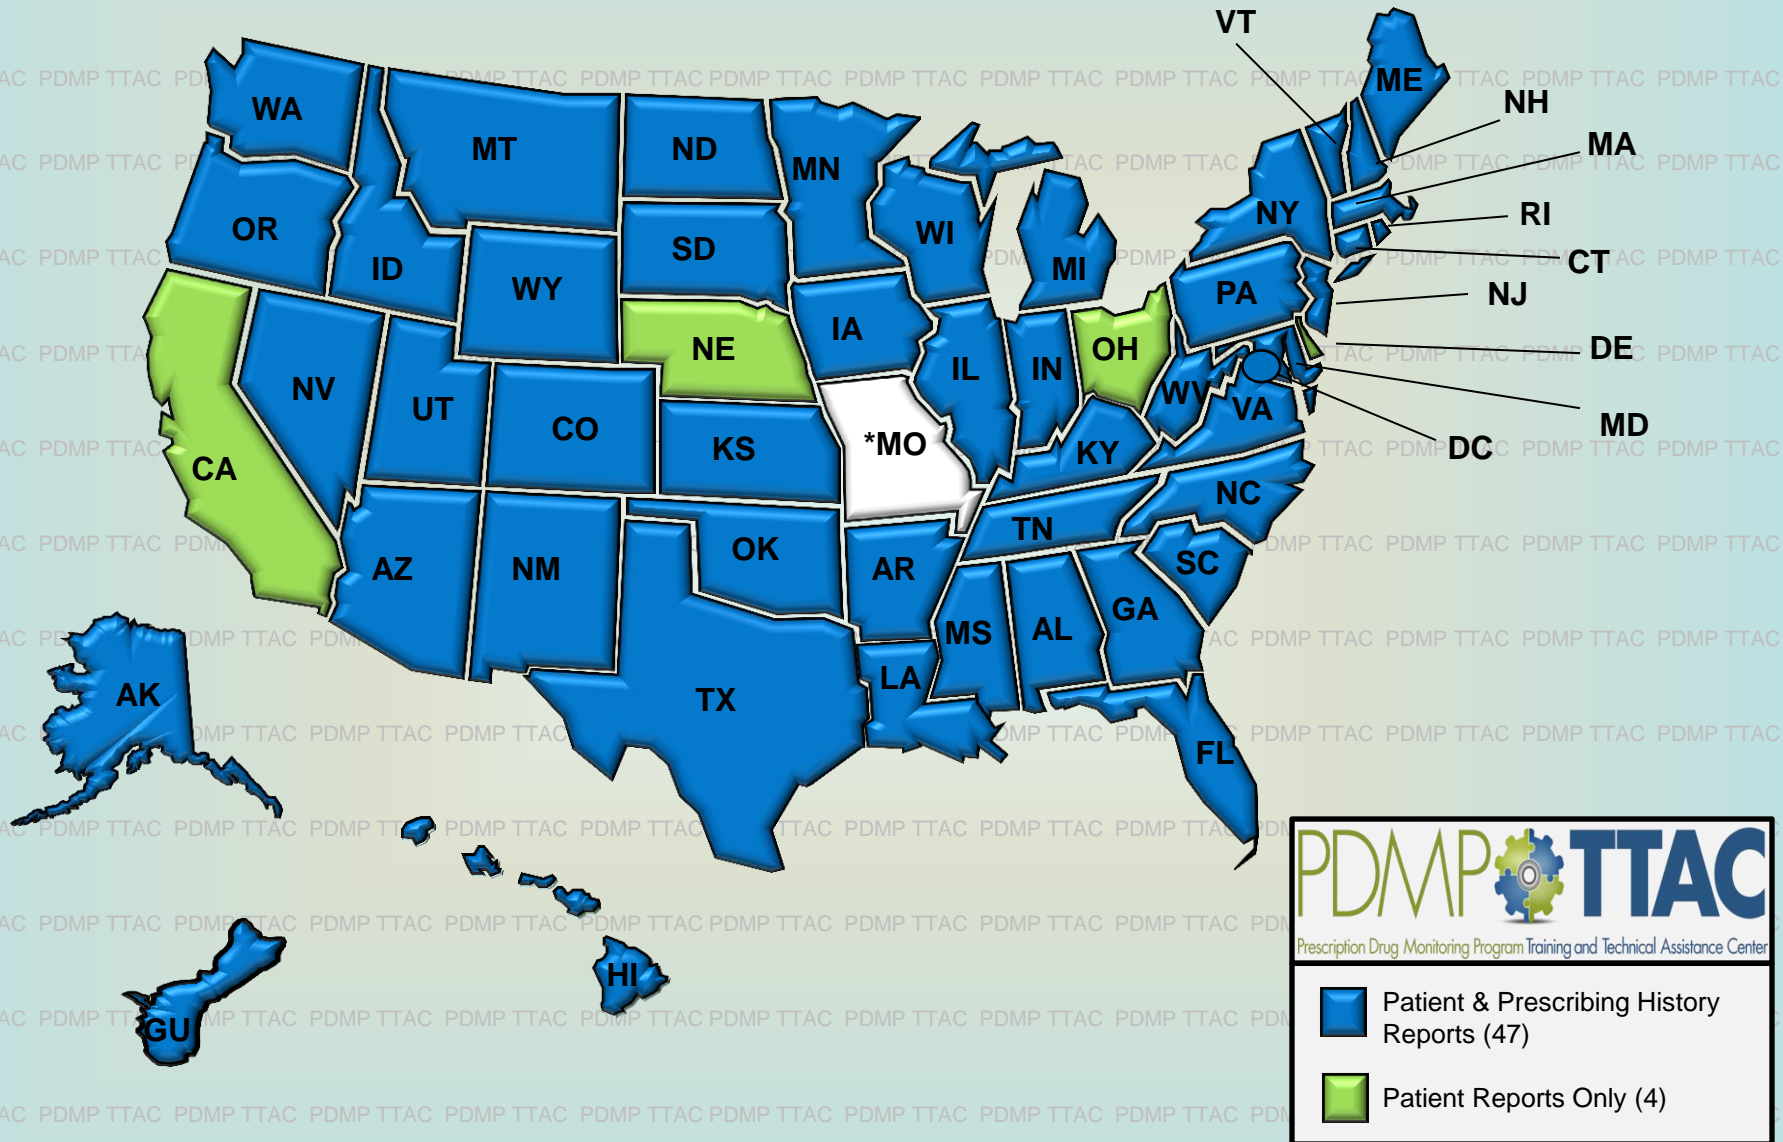 VT
ME
WA
NH
MT
ND
MN
MA
OR
NY
RI
WI
SD
ID
MI
CT
WY
PA
NJ
IA
NE
OH
DE
IL
IN
NV
WV
UT
VA
CO
MD
*MO
KS
KY
DC
CA
NC
TN
OK
AZ
NM
AR
SC
GA
MS
AL
LA
AK
TX
FL
HI
GU
PDMP TTAC
Prescription Drug Monitoring Program Training and Technical Assistance Center
Patient & Prescribing History
Reports (47)
Patient Reports Only (4)